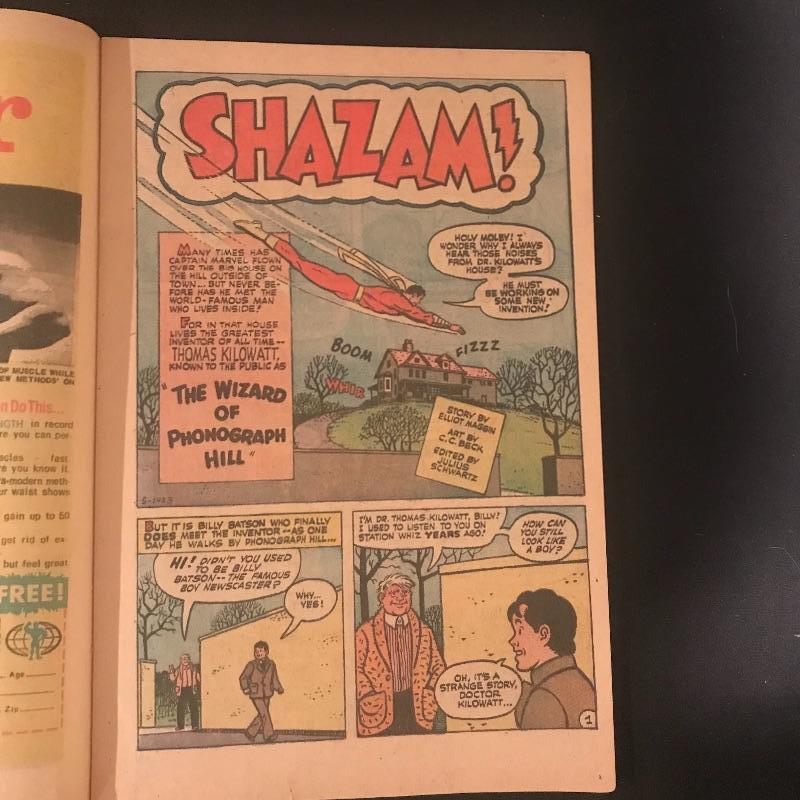 r
OF MUSCLE WHILE
EW METHODS' ON
n Do This...
NGTH in record
re you can per-
scles - fast.
re you know it.
ra-modern meth-
ur waist shows
gain up to 50
get rid of ex-
but feel great
FREE!
Age
Zip
SHAZAM!
MANY TIMES HAS
CAPTAIN MARVEL FLOWN
OVER THE BIG HOUSE ON
THE HILL OUTSIDE OF
TOWN... BUT NEVER BE-
FORE HAS HE MET THE
WORLD-FAMOUS MAN
WHO LIVES INSIDE!
FOR IN THAT HOUSE
LIVES THE GREATEST
INVENTOR OF ALL TIME--
THOMAS KILOWATT,
KNOWN TO THE PUBLIC AS
"THE WIZARD
OF
PHONOGRAPH
HILL"
HOLY MOLEY! I
WONDER WHY I ALWAYS
HEAR THOSE NOISES
FROM DR. KILOWATT'S
HOUSE?
HE MUST
BE WORKING ON
SOME NEW
INVENTION!
BOOM
FIZZZ
WHIR
STORY BY
ELLIOT MAGGIN
ART BY
C.C. BECK
EDITED BY
JULIUS
SCHWARTZ
BUT IT IS BILLY BATSON WHO FINALLY
DOES MEET THE INVENTOR--AS ONE
DAY HE WALKS BY PHONOGRAPH HILL...
HI! DIDN'T YOU USED
TO BE BILLY
BATSON--THE FAMOUS
BOY NEWSCASTER?
WHY...
YES!
I'M DR. THOMAS KILOWATT, BILLY!
I USED TO LISTEN TO YOU ON
STATION WHIZ YEARS AGO!
HOW CAN
YOU STILL
LOOK LIKE
A BOY?
OH, IT'S A
STRANGE STORY,
DOCTOR
KILOWATT...
1